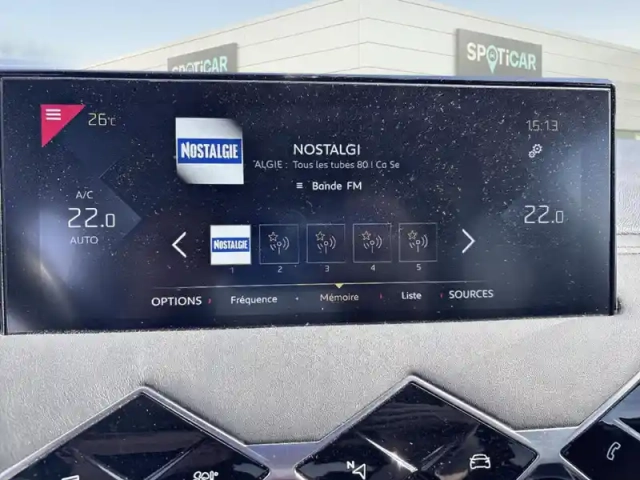 SPOTiCAR
SPOTiCAR
26°C
15:13
NOSTALGIE
NOSTALGI
ALGIE : Tous les tubes 80 ! Ca Se
Bande FM
A/C
22.0
AUTO
22.0
NOSTALGIE
1 2 3 4 5
OPTIONS Fréquence Mémoire Liste SOURCES
N